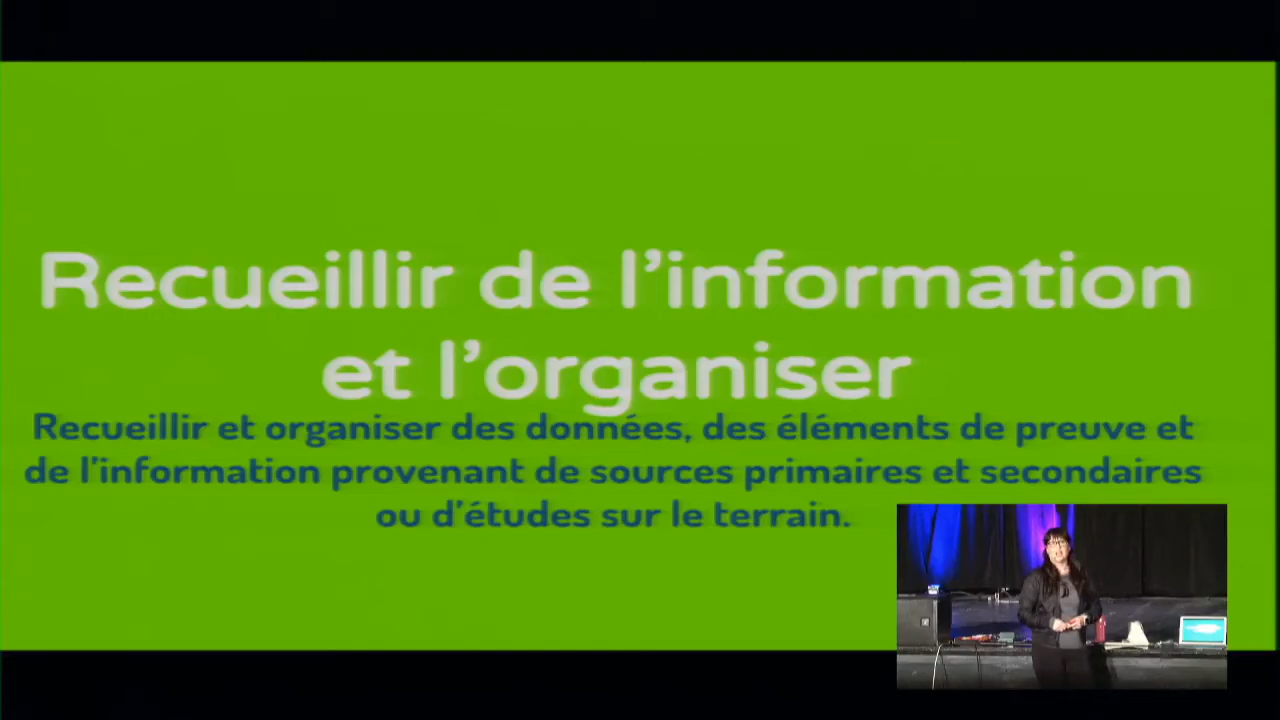 Recueillir de l’information
et l’organiser
Recueillir et organiser des données, des éléments de preuve et
de l’information provenant de sources primaires et secondaires
ou d’études sur le terrain.